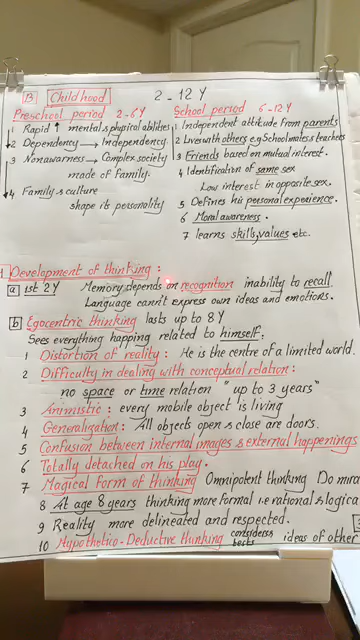 B) Childhood 2 - 12 Y
Preschool period 2-6Y
1 Rapid ↑ mental & physical abilities
2 Dependency → Independency
3 Nonawarness → Complex society
made of family.
4 Family & culture
shape its personality
School period 6-12Y
1 Independent attitude from parents
2 Lives with others e.g School mates & teachers
3 Friends based on mutual interest.
4 Identification of same sex
Low interest in opposite sex.
5 Defines his personal experience.
6 Moral awareness.
7 learns skills, values etc.
Development of thinking:
a 1st 2Y Memory depends on recognition inability to recall
Language cann't express own ideas and emotions.
b Egocentric thinking lasts up to 8Y
Sees everything happing related to himself:
1 Distortion of reality: He is the centre of a limited world.
2 Difficulty in dealing with conceptual relation:
no space or time relation "up to 3 years"
3 Animistic: every mobile object is living
4 Generalization: All objects open & close are doors.
5 Confusion between internal images & external happenings
6 Totally detached on his play.
7 Magical form of thinking Omnipotent thinking Do mira
8 At age 8 years thinking more formal i.e rational & logica
9 Reality more delineated and respected.
10 Hypothetico-Deductive thinking considers ideas of other
tests